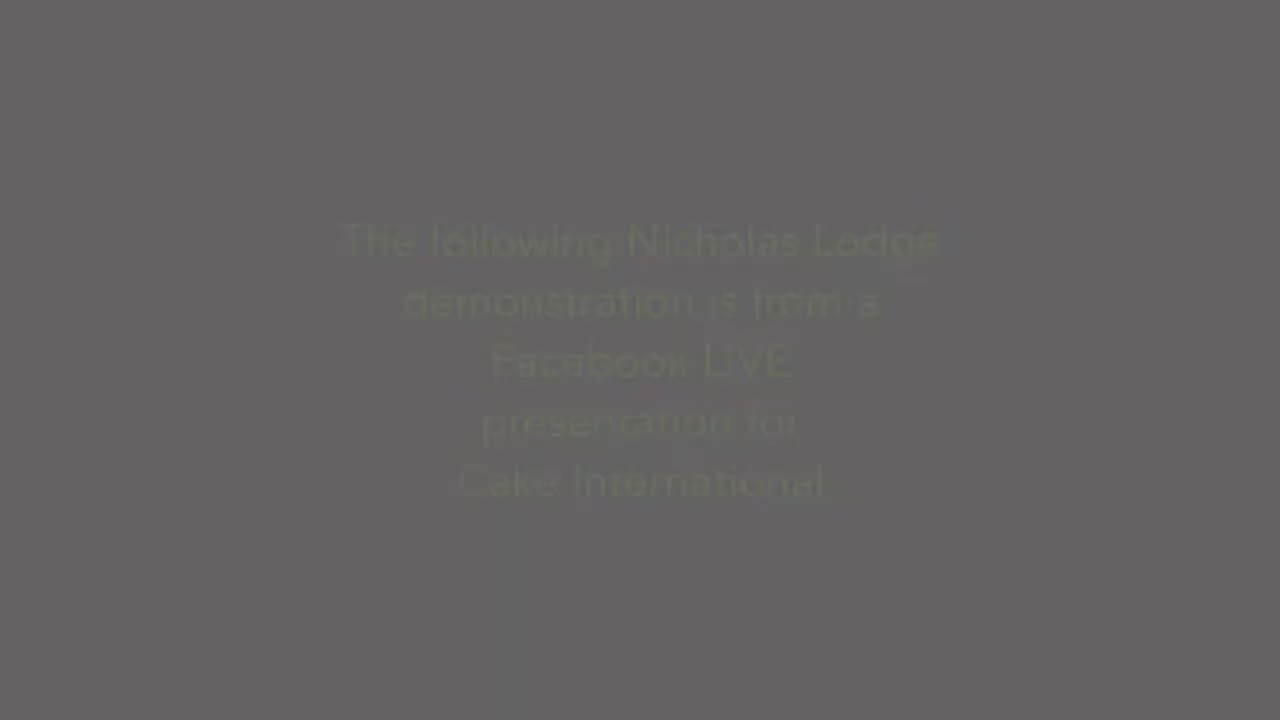 The following Nicholas Lodge
demonstration is from a
Facebook LIVE
presentation for
Cake International